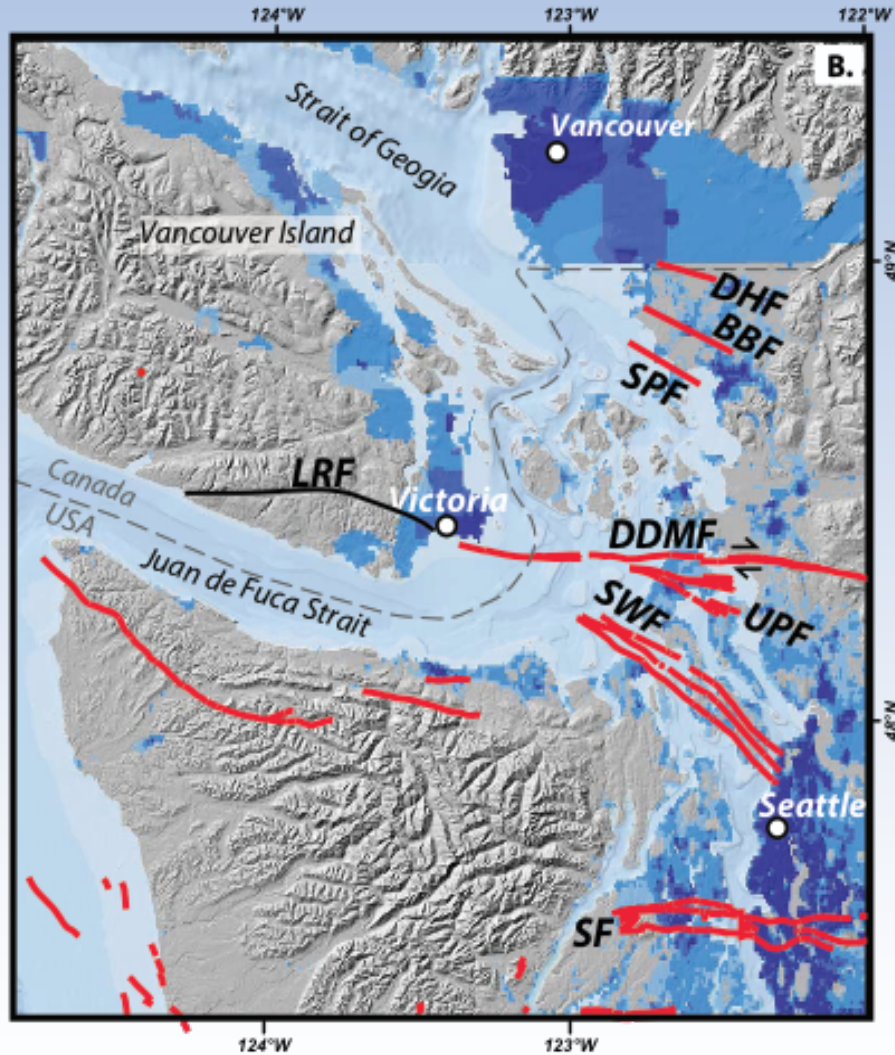 124°W
123°W
122°W
B.
Strait of Geogia
Vancouver
Vancouver Island
49°N
DHF
BBF
SPF
LRF
Canada
USA
Victoria
DDMF
Juan de Fuca Strait
SWF
UPF
48°N
Seattle
SF
124°W
123°W